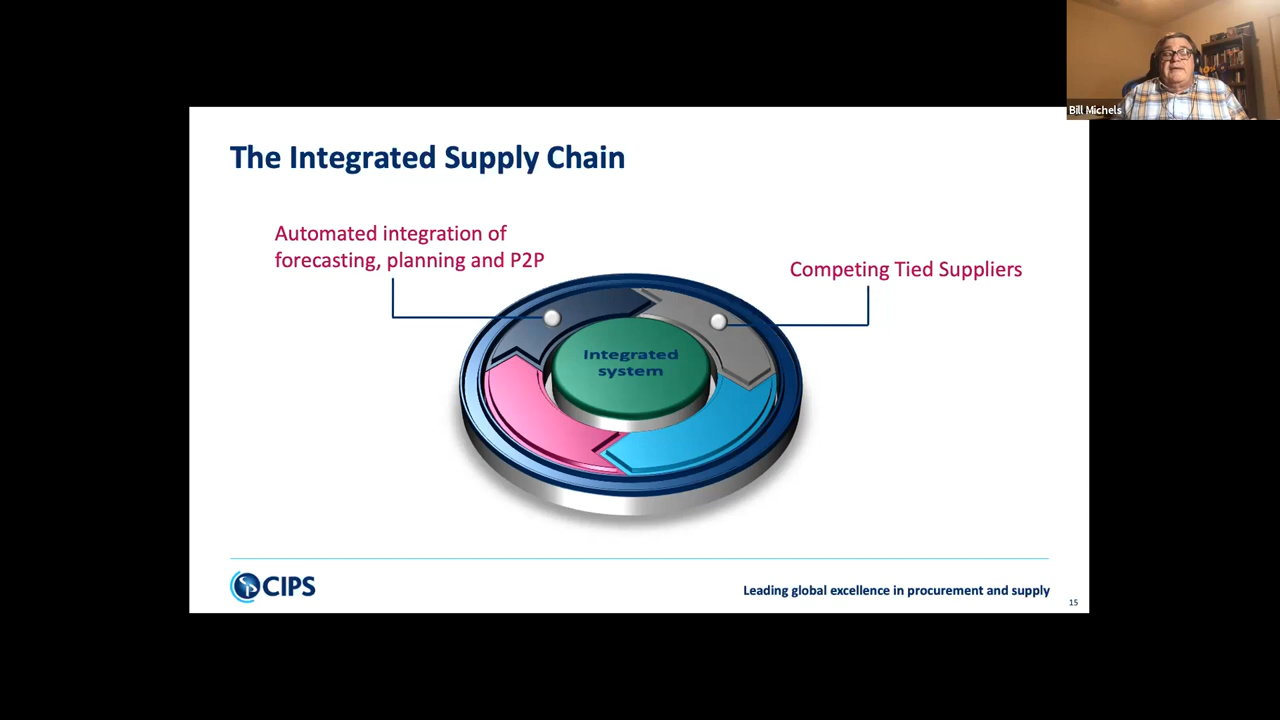 Bill Michels
The Integrated Supply Chain
Automated integration of
forecasting, planning and P2P
Competing Tied Suppliers
Integrated
system
CIPS
Leading global excellence in procurement and supply
15